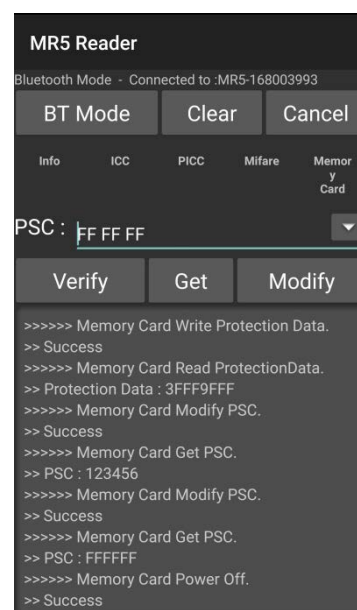 MR5 Reader
Bluetooth Mode - Connected to :MR5-168003993
BT Mode Clear Cancel
Info ICC PICC Mifare Memor
y
Card
PSC : FF FF FF
Verify Get Modify
>>>>>> Memory Card Write Protection Data.
>> Success
>>>>>> Memory Card Read ProtectionData.
>> Protection Data : 3FFF9FFF
>>>>>> Memory Card Modify PSC.
>> Success
>>>>>> Memory Card Get PSC.
>> PSC : 123456
>>>>>> Memory Card Modify PSC.
>> Success
>>>>>> Memory Card Get PSC.
>> PSC : FFFFFF
>>>>>> Memory Card Power Off.
>> Success